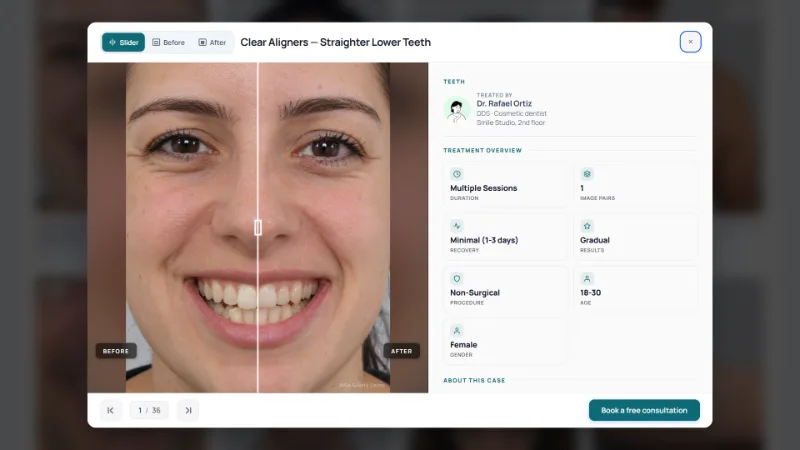 Slider
Before
After
Clear Aligners — Straighter Lower Teeth
TEETH
TREATED BY
Dr. Rafael Ortiz
DDS · Cosmetic dentist
Smile Studio, 2nd floor
TREATMENT OVERVIEW
Multiple Sessions
DURATION
1
IMAGE PAIRS
Minimal (1-3 days)
RECOVERY
Gradual
RESULTS
Non-Surgical
PROCEDURE
18-30
AGE
Female
GENDER
ABOUT THIS CASE
BEFORE
AFTER
1 / 36
Book a free consultation